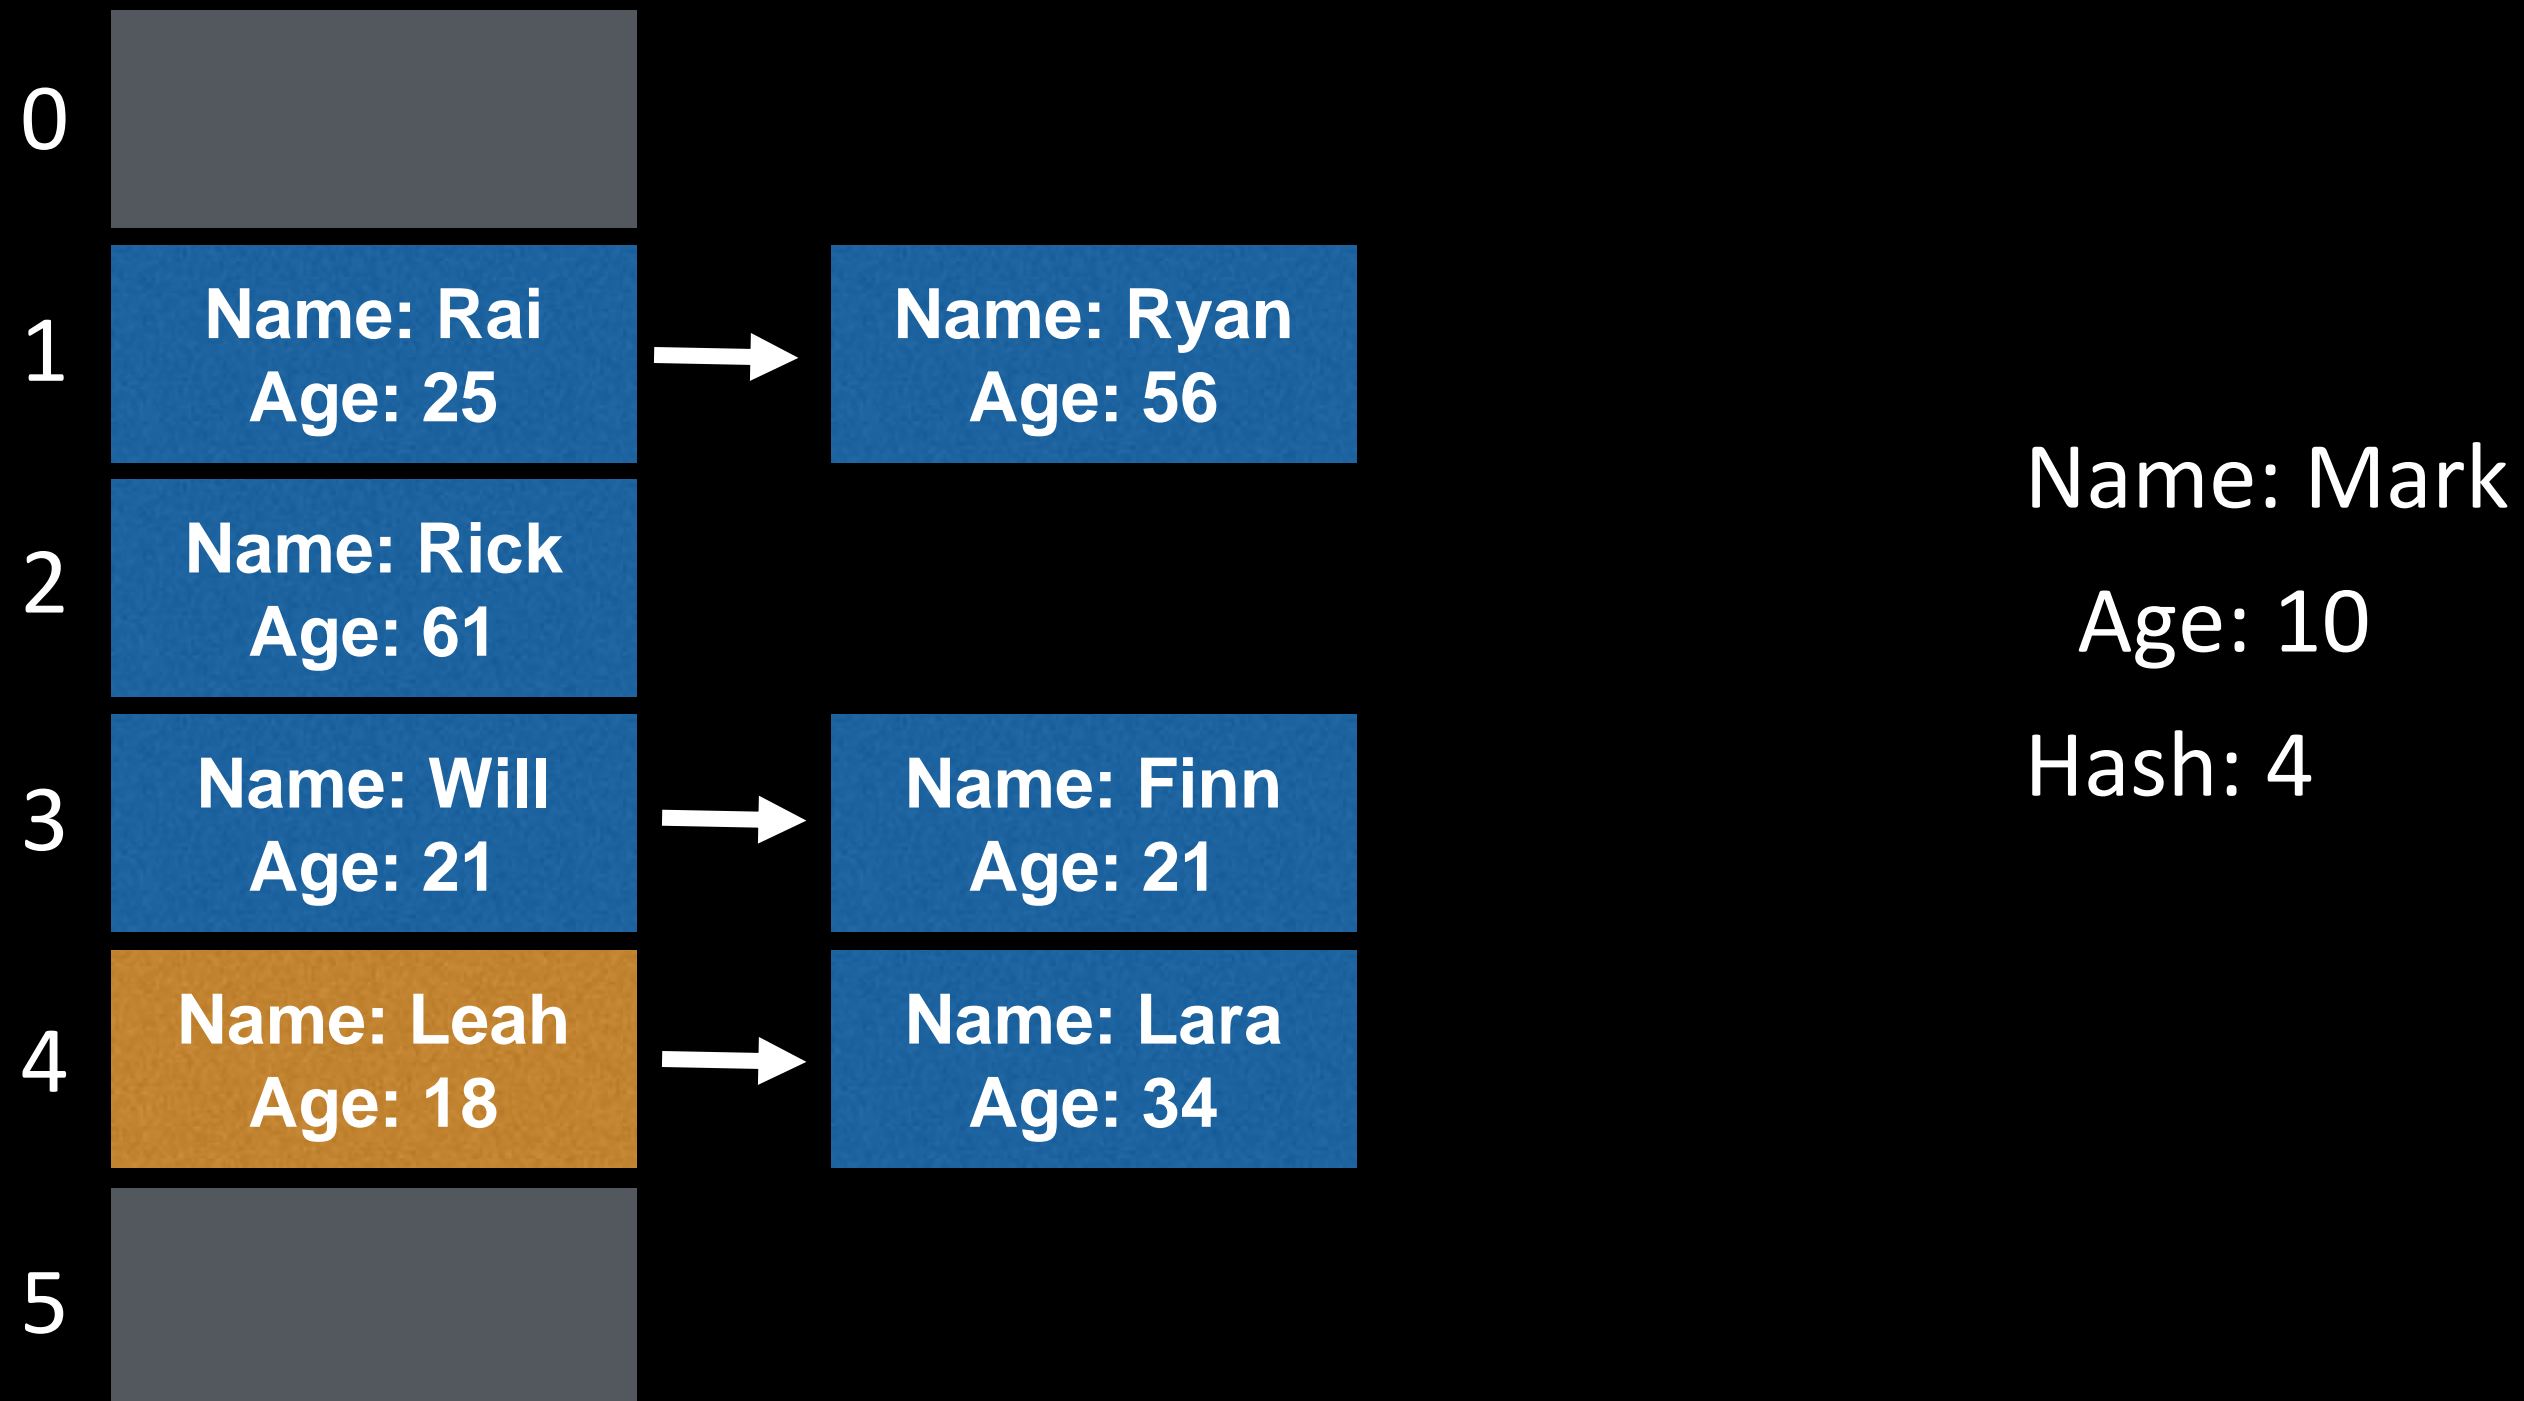 0
1
Name: Rai
Age: 25
Name: Ryan
Age: 56
2
Name: Rick
Age: 61
3
Name: Will
Age: 21
Name: Finn
Age: 21
4
Name: Leah
Age: 18
Name: Lara
Age: 34
5
Name: Mark
Age: 10
Hash: 4